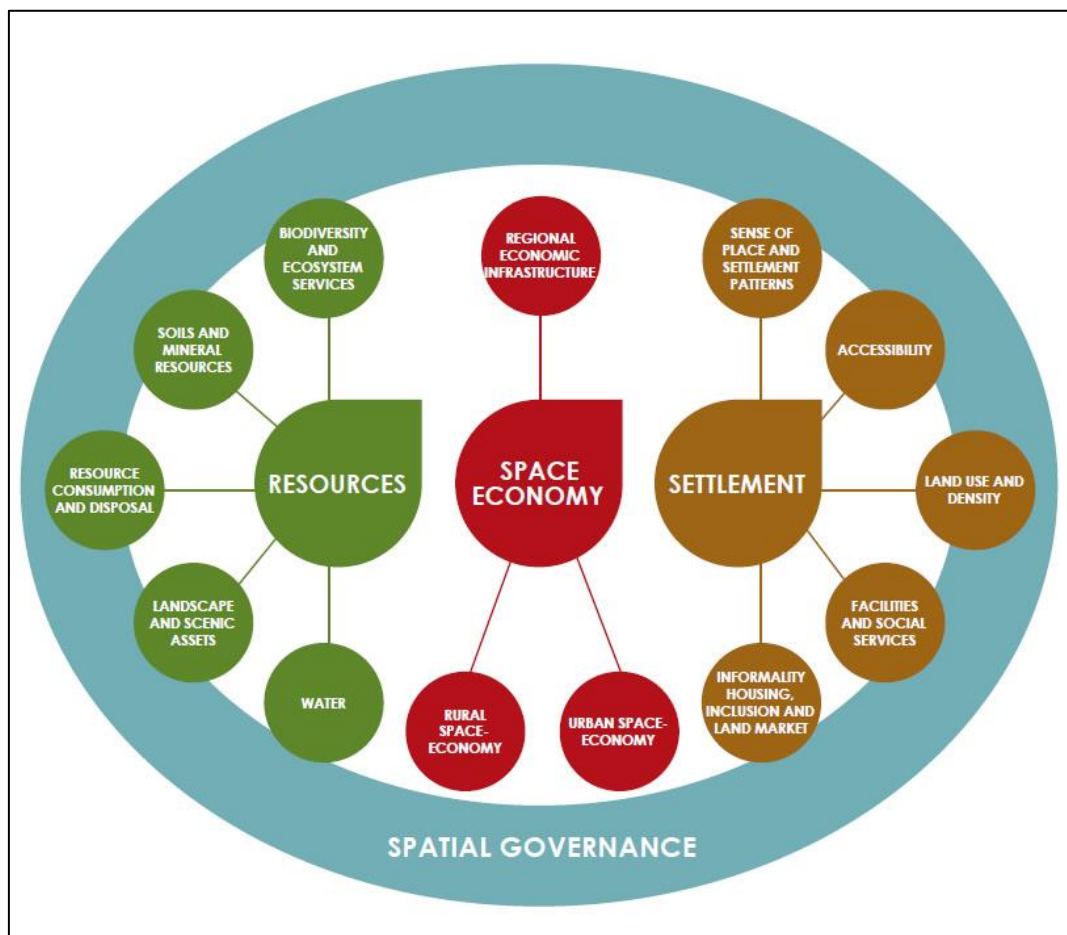 BIODIVERSITY
AND
ECOSYSTEM
SERVICES
SOILS AND
MINERAL
RESOURCES
RESOURCE
CONSUMPTION
AND DISPOSAL
LANDSCAPE
AND SCENIC
ASSETS
WATER
RESOURCES
REGIONAL
ECONOMIC
INFRASTRUCTURE
SPACE
ECONOMY
RURAL
SPACE-
ECONOMY
URBAN SPACE-
ECONOMY
SENSE OF
PLACE AND
SETTLEMENT
PATTERNS
ACCESSIBILITY
LAND USE AND
DENSITY
FACILITIES
AND SOCIAL
SERVICES
INFORMALITY
HOUSING,
INCLUSION AND
LAND MARKET
SETTLEMENT
SPATIAL GOVERNANCE